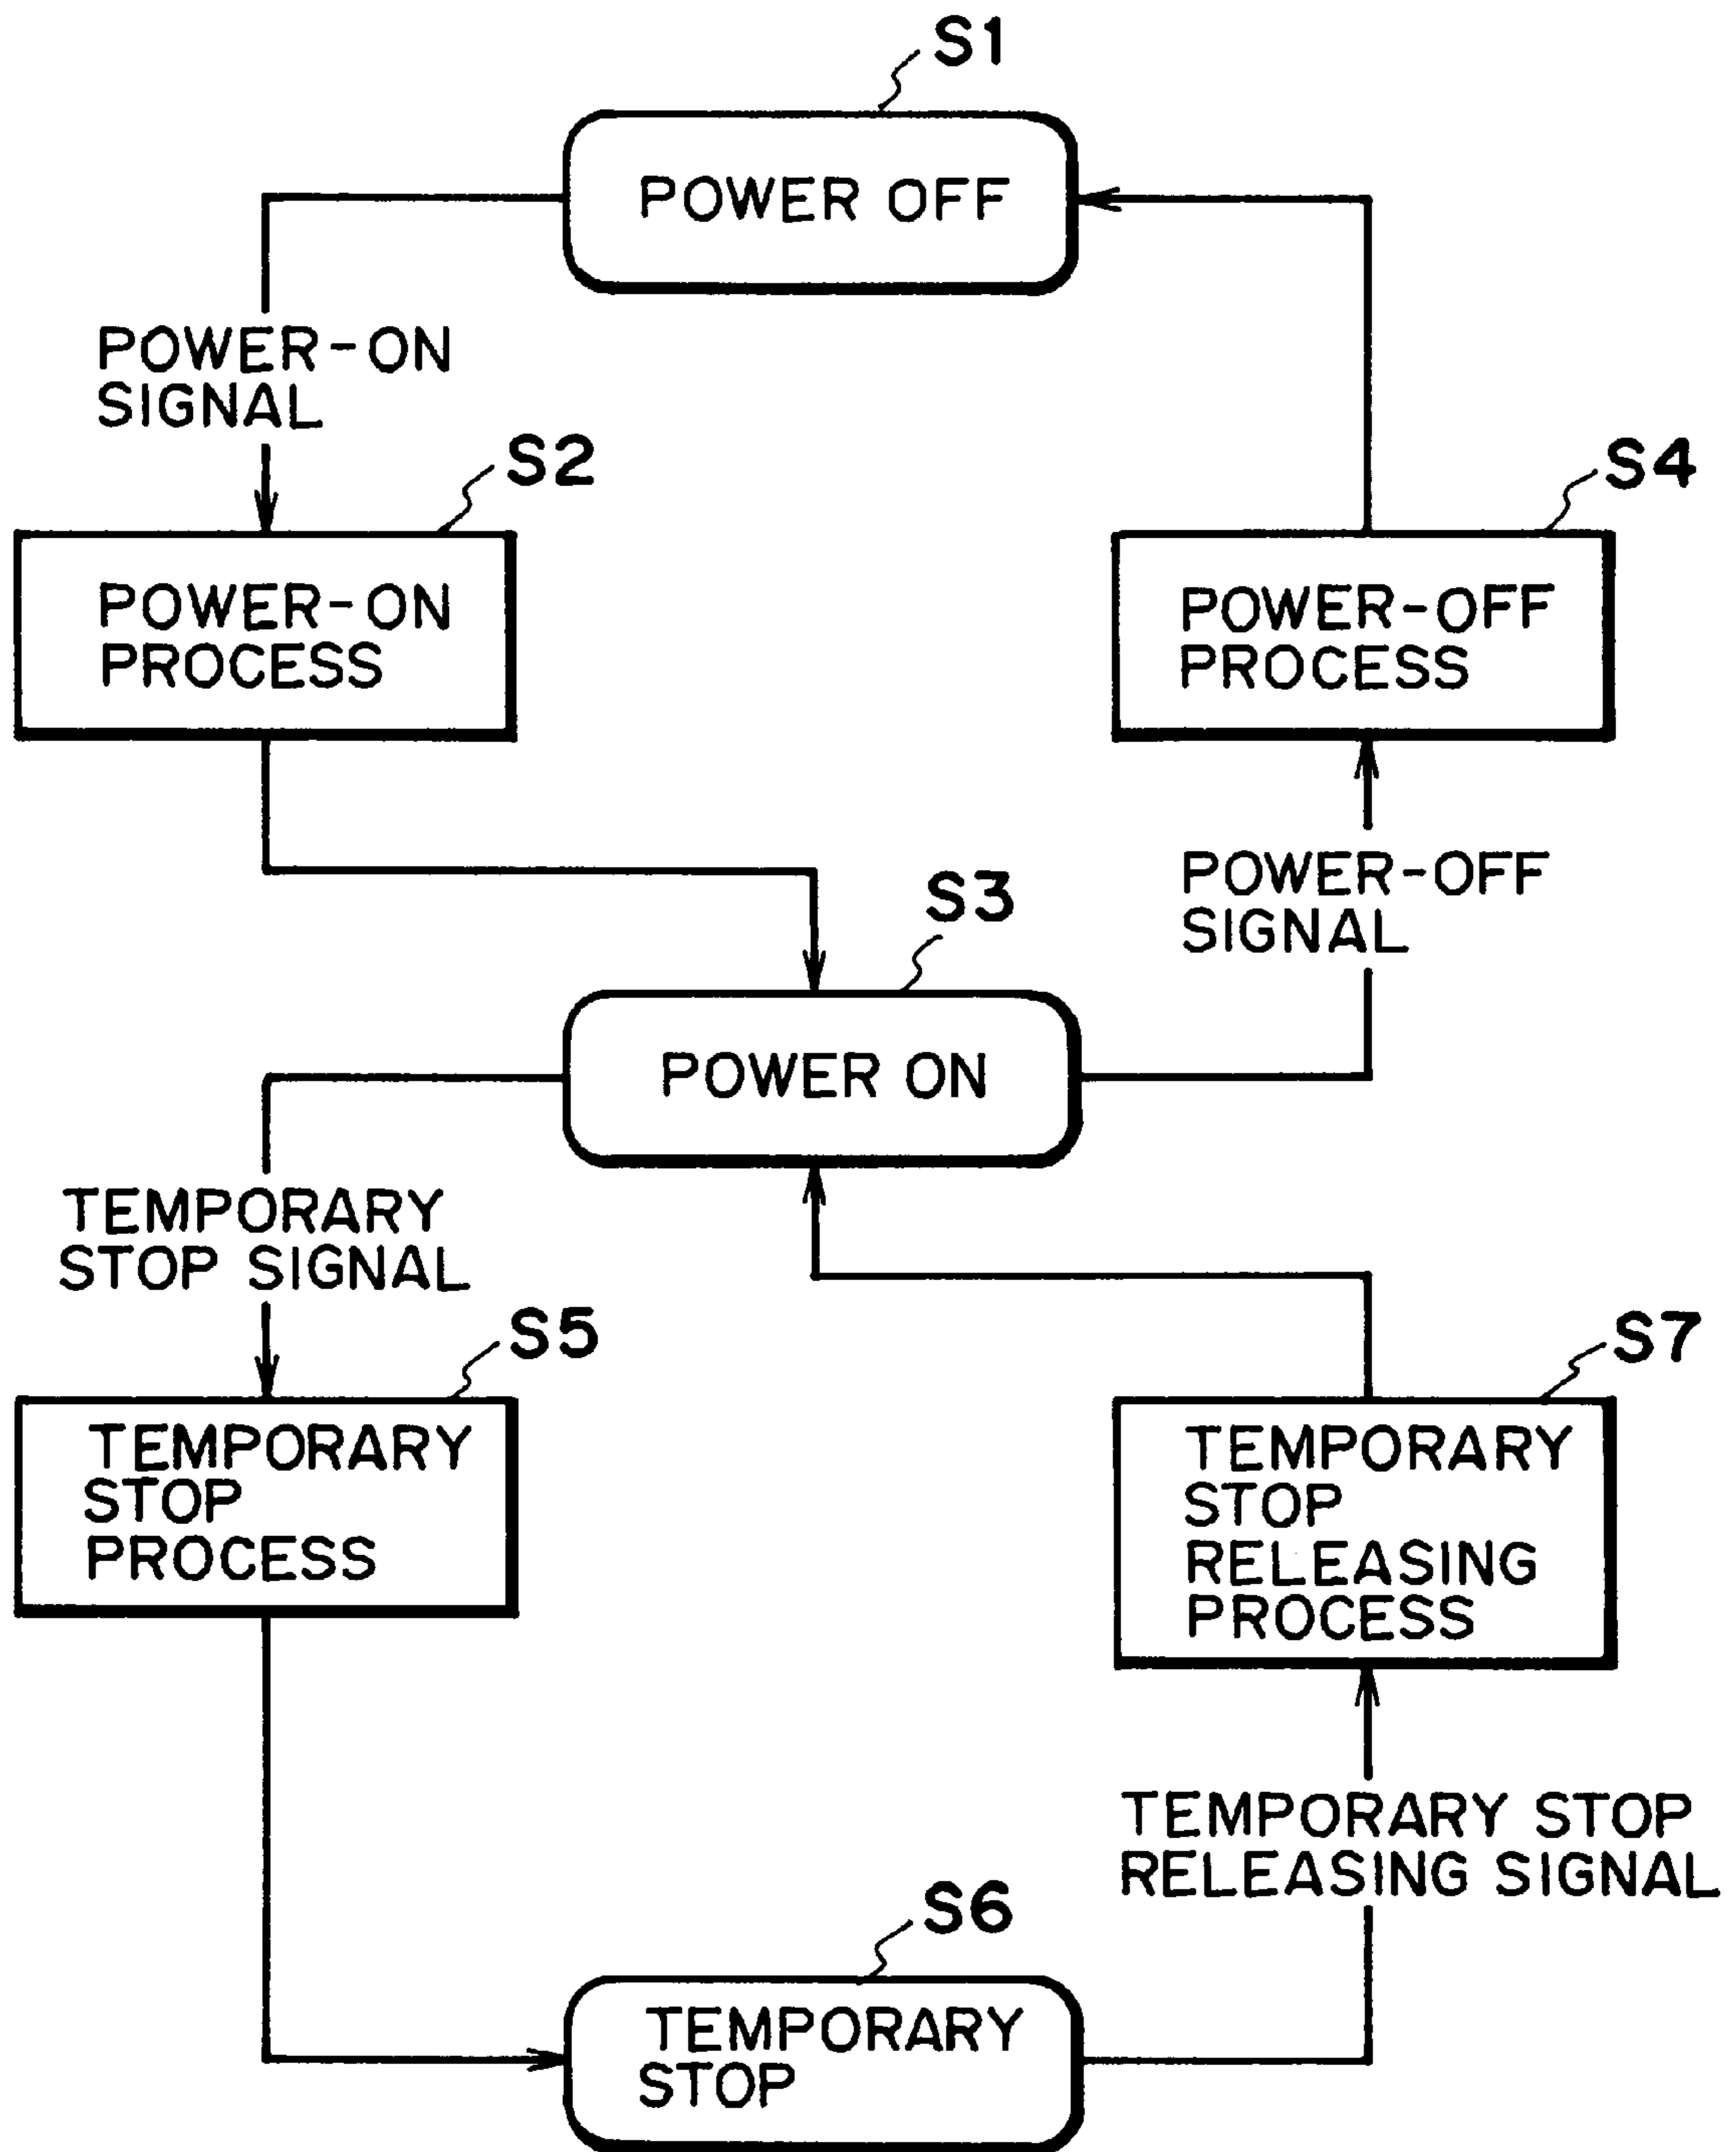 S1
POWER OFF
POWER-ON
SIGNAL
S2
POWER-ON
PROCESS
S4
POWER-OFF
PROCESS
POWER-OFF
SIGNAL
S3
POWER ON
TEMPORARY
STOP SIGNAL
S5
TEMPORARY
STOP
PROCESS
S7
TEMPORARY
STOP
RELEASING
PROCESS
TEMPORARY STOP
RELEASING SIGNAL
S6
TEMPORARY
STOP